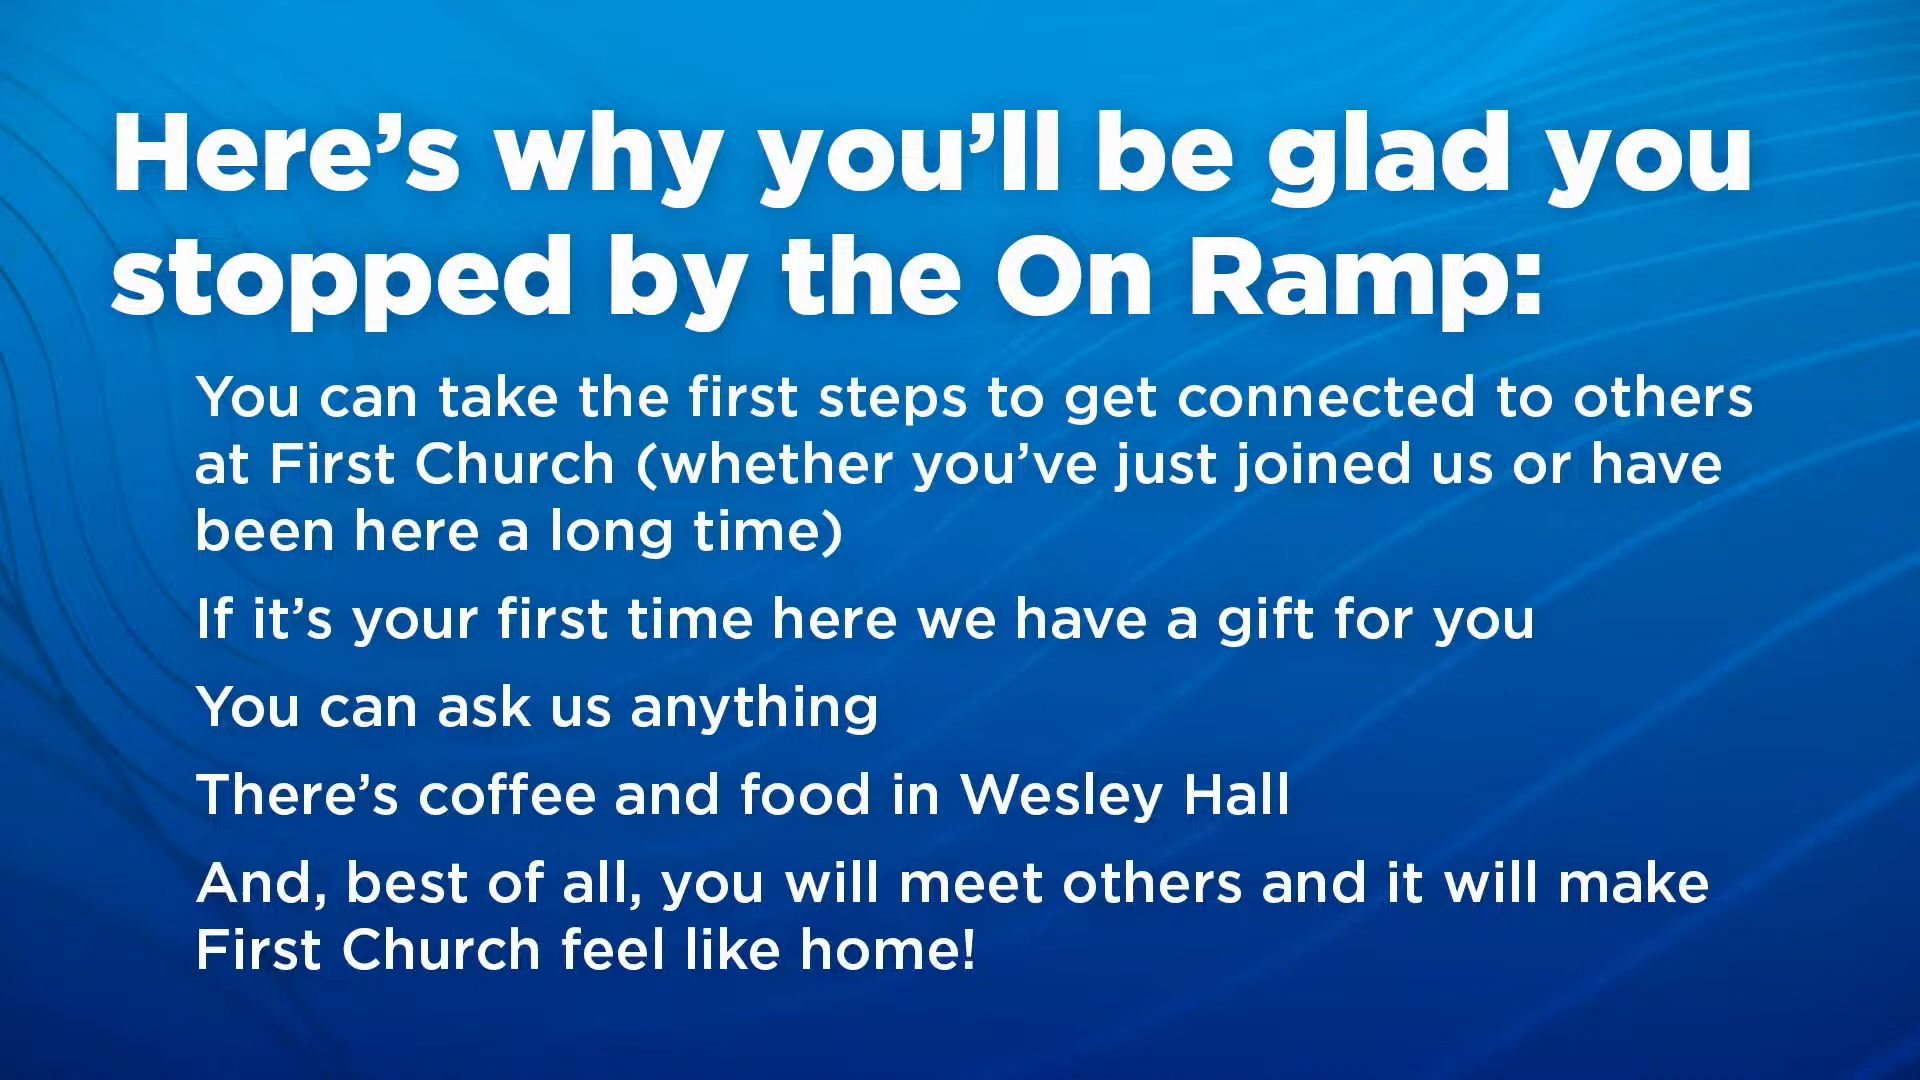 Here’s why you’ll be glad you
stopped by the On Ramp:
You can take the first steps to get connected to others
at First Church (whether you’ve just joined us or have
been here a long time)
If it’s your first time here we have a gift for you
You can ask us anything
There’s coffee and food in Wesley Hall
And, best of all, you will meet others and it will make
First Church feel like home!